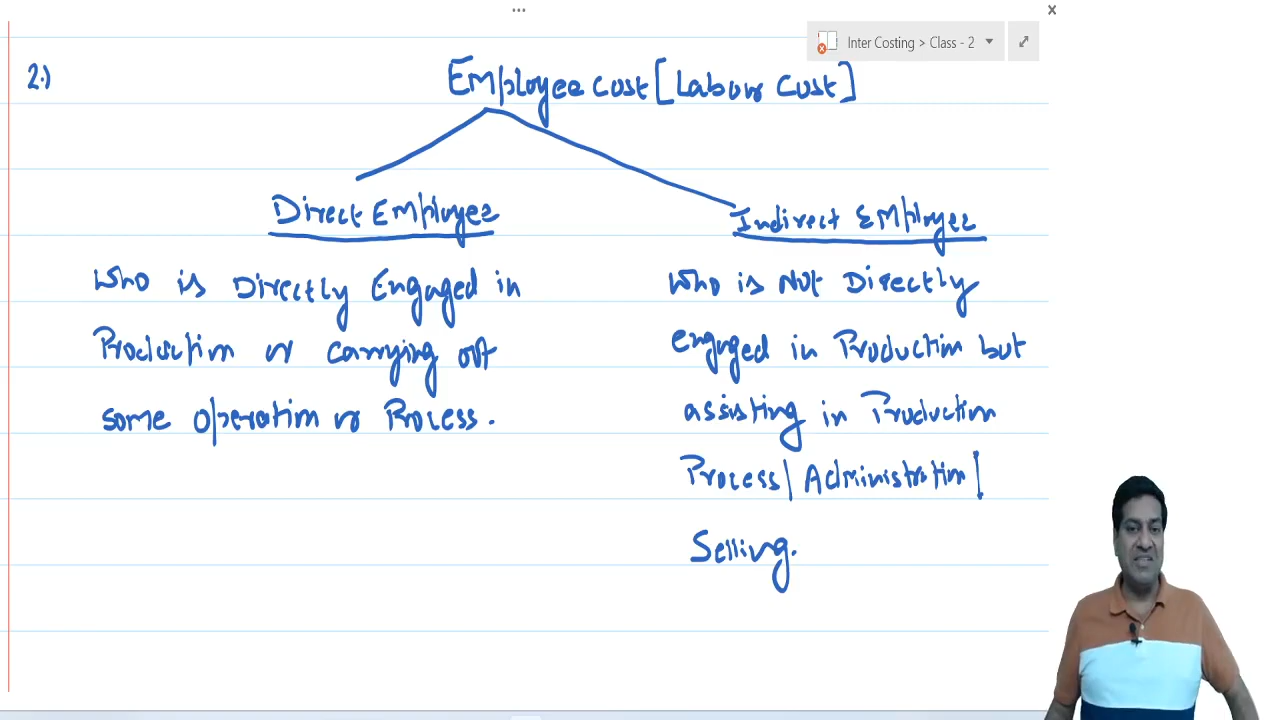 Inter Costing > Class - 2
2.)
Employee Cost [Labour Cost]
Direct Employee
Indirect Employee
Who is Directly Engaged in
Production or carrying out
some operation or Process.
Who is Not Directly
engaged in Production but
assisting in Production
Process| Administration|
Selling.